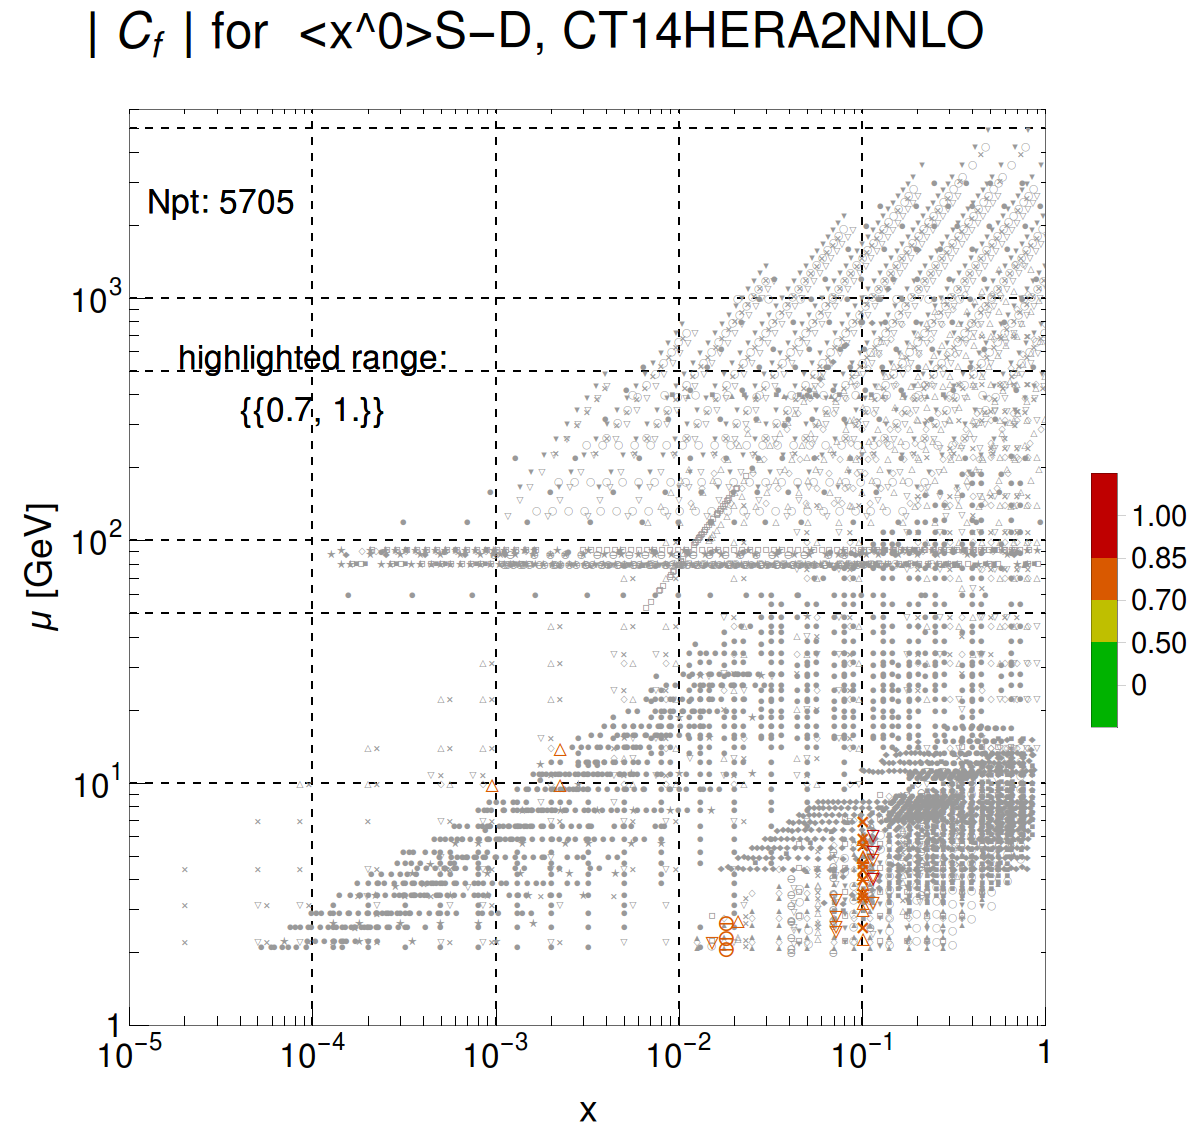 | C_f | for <x^0>S−D, CT14HERA2NNLO
Npt: 5705
highlighted range:
{{0.7, 1.}}
10^3
10^2
10^1
1
μ [GeV]
10^−5 10^−4 10^−3 10^−2 10^−1 1
x
1.00
0.85
0.70
0.50
0